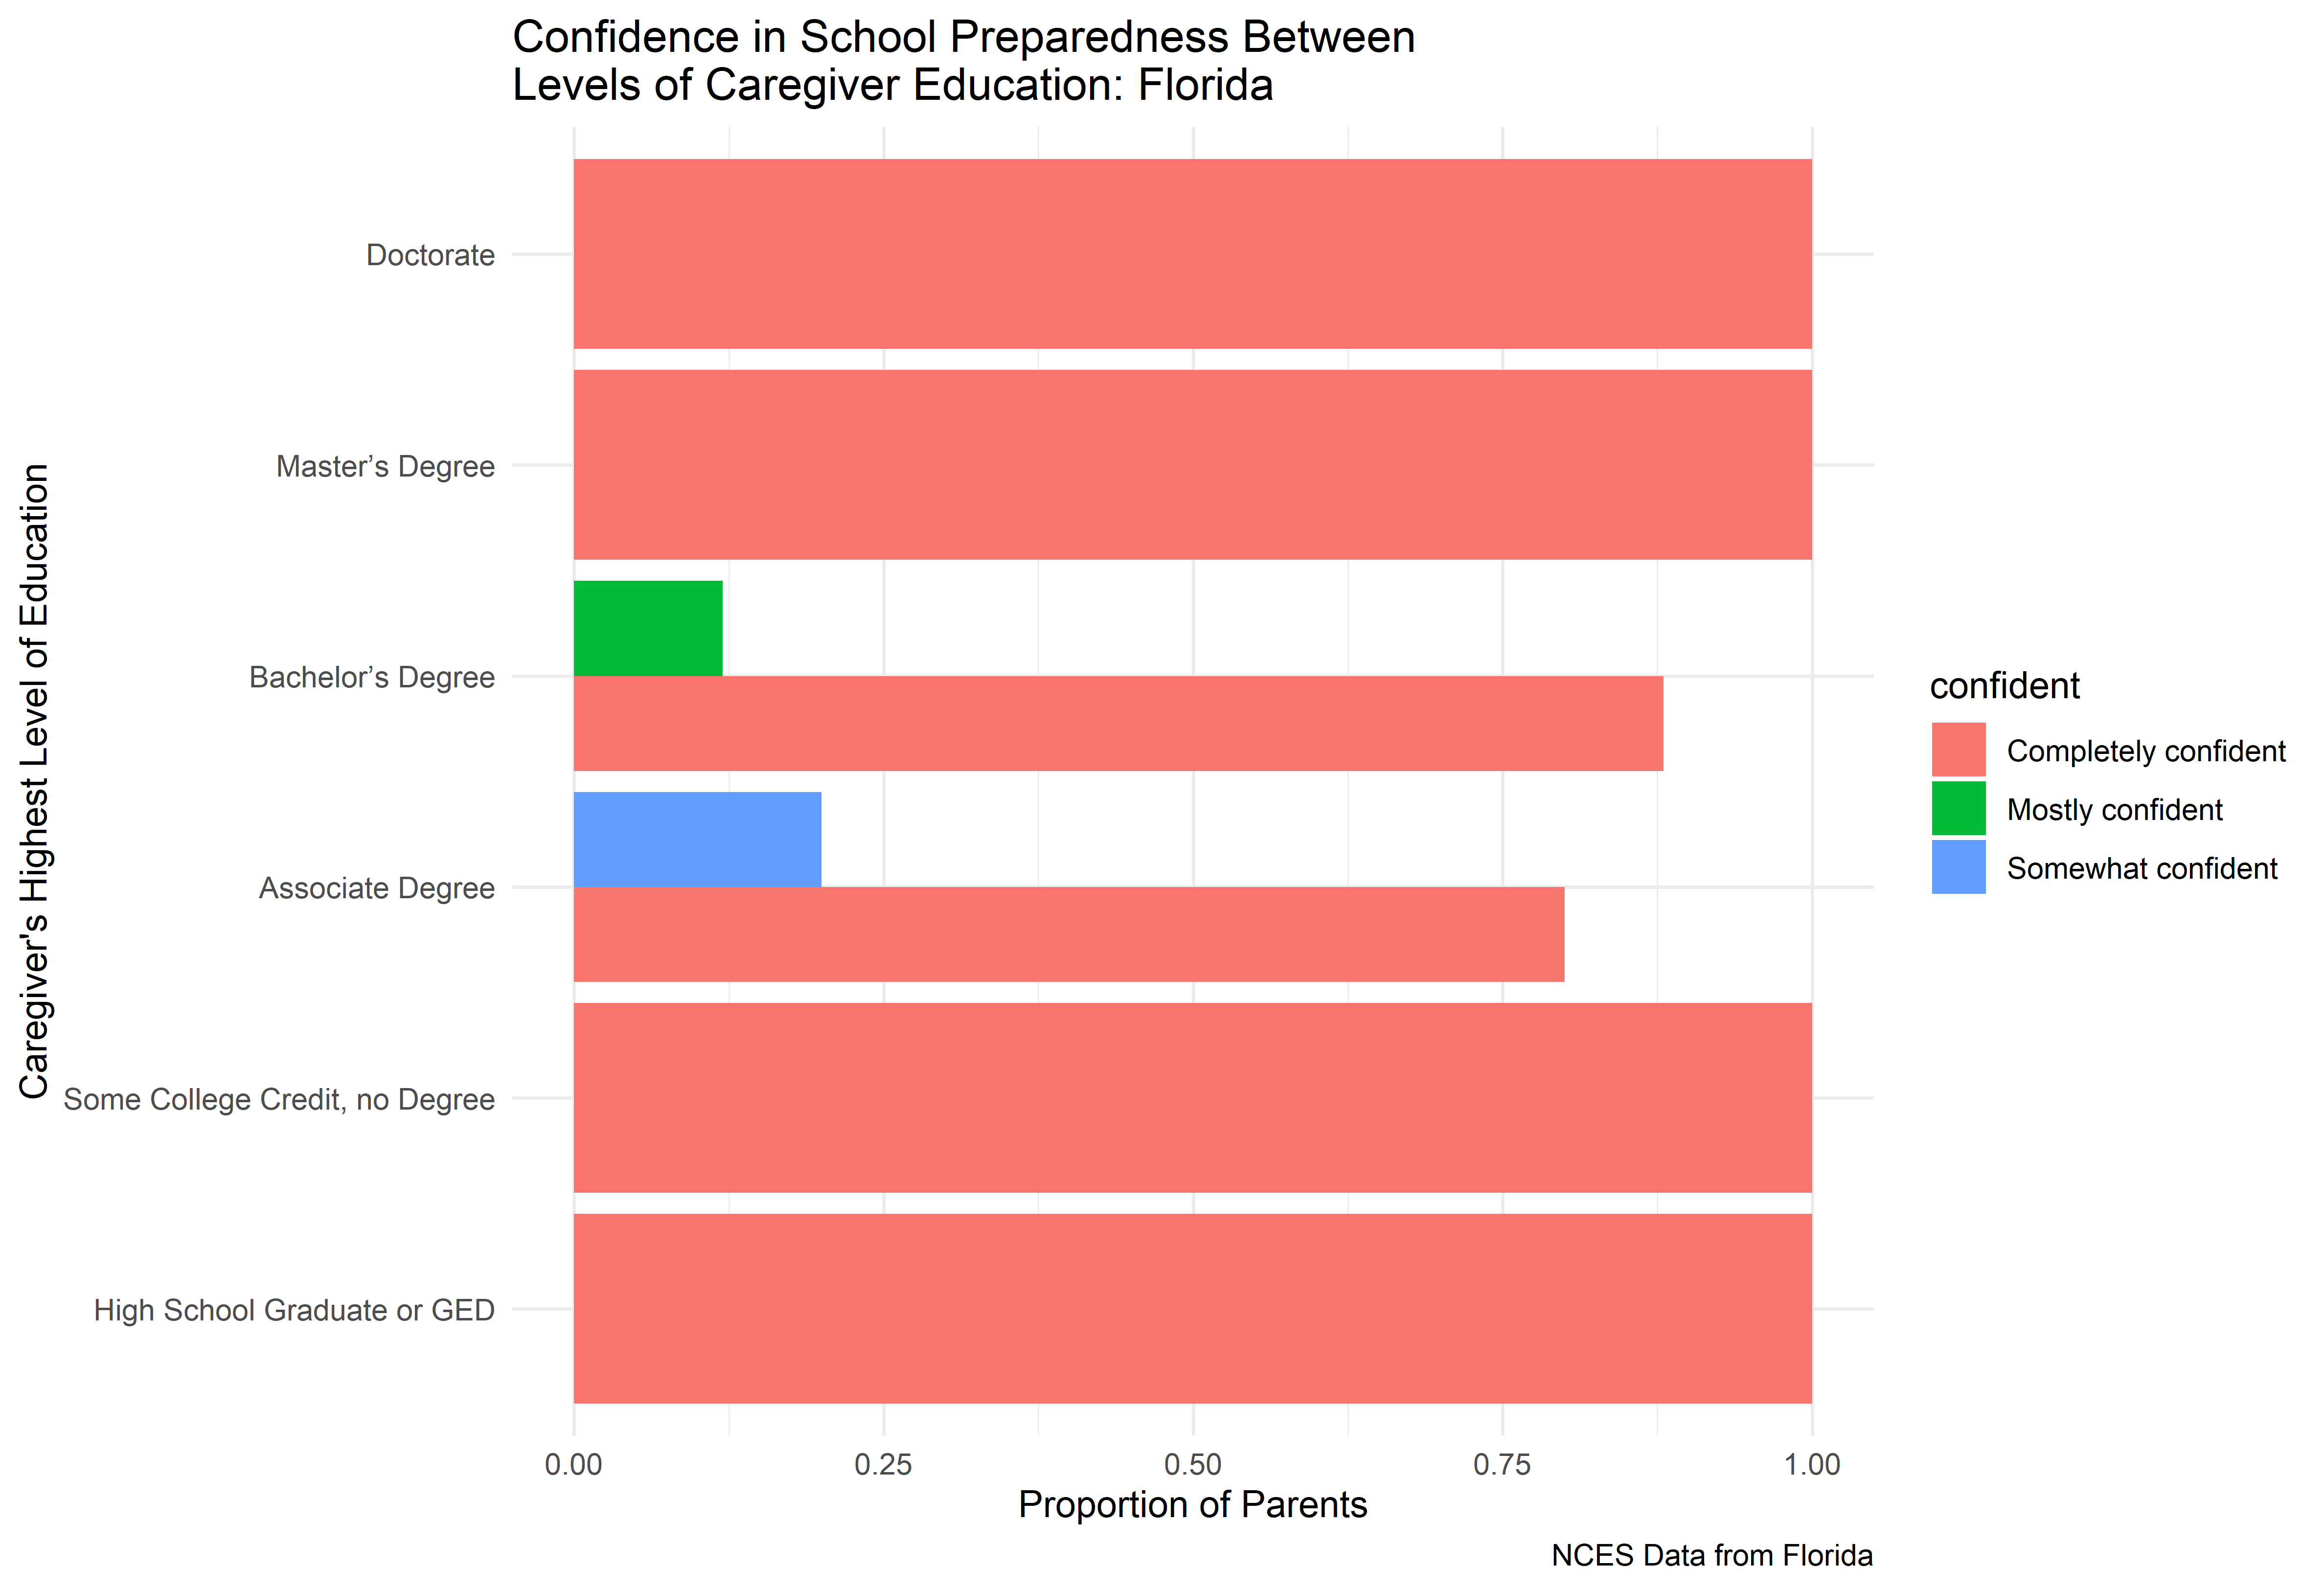 Confidence in School Preparedness Between
Levels of Caregiver Education: Florida
Caregiver's Highest Level of Education
Doctorate
Master’s Degree
Bachelor’s Degree
Associate Degree
Some College Credit, no Degree
High School Graduate or GED
0.00 0.25 0.50 0.75 1.00
Proportion of Parents
confident
Completely confident
Mostly confident
Somewhat confident
NCES Data from Florida